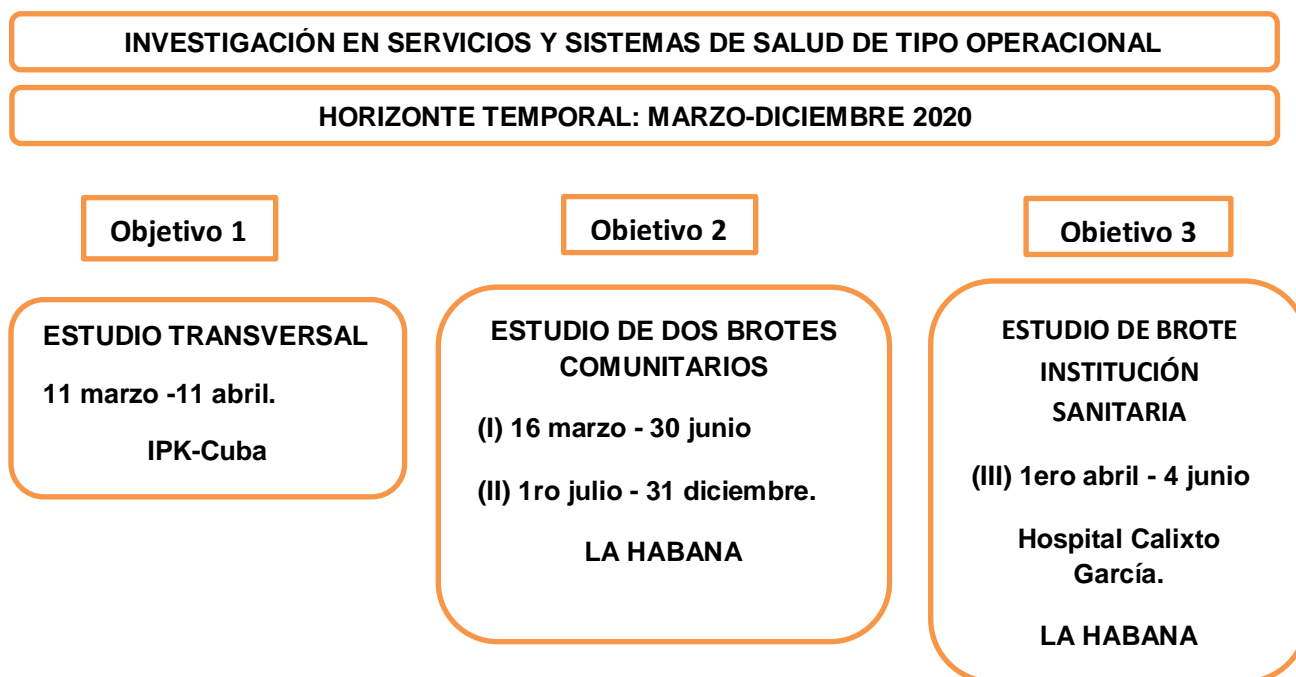 INVESTIGACIÓN EN SERVICIOS Y SISTEMAS DE SALUD DE TIPO OPERACIONAL
HORIZONTE TEMPORAL: MARZO-DICIEMBRE 2020
Objetivo 1
ESTUDIO TRANSVERSAL
11 marzo -11 abril.
IPK-Cuba
Obietivo 2
ESTUDIO DE DOS BROTES
COMUNITARIOS
(I) 16 marzo - 30 junio
(II) 1ro julio - 31 diciembre.
LA HABANA
Obietivo 3
ESTUDIO DE BROTE
INSTITUCIÓN
SANITARIA
(III) 1ero abril - 4 junio
Hospital Calixto
García.
LA HABANA